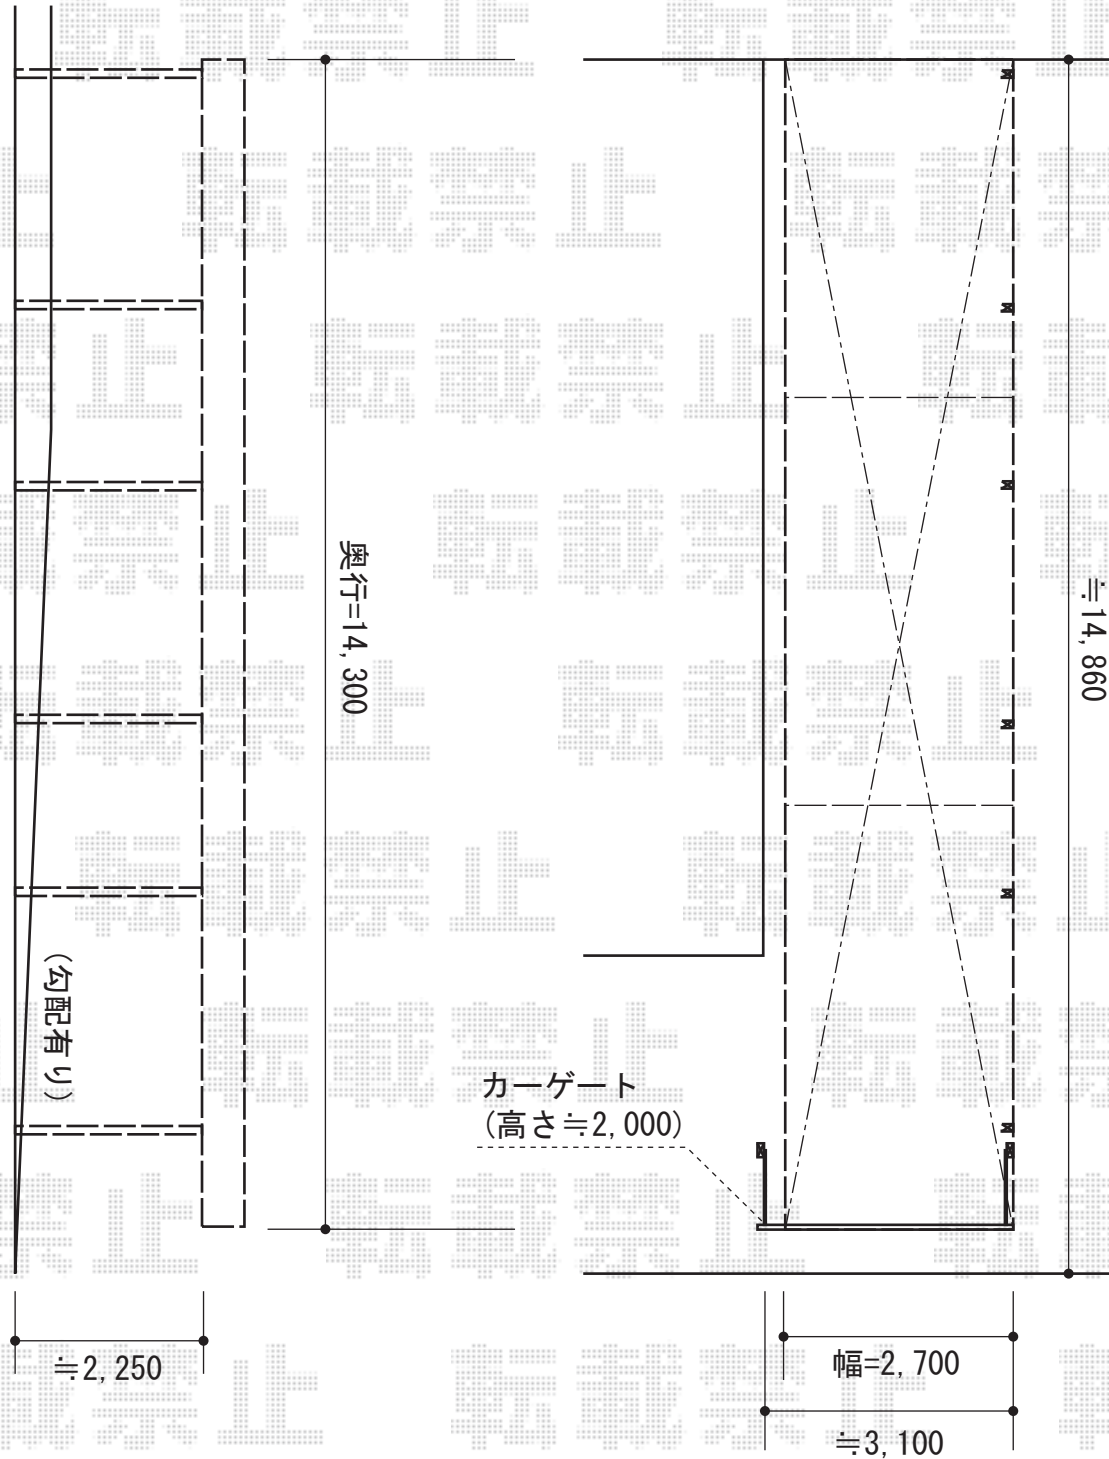 奥行=14,300
≒14,860
(勾配有り)
カーゲート
(高さ≒2,000)
≒2,250
幅=2,700
≒3,100
転載禁止